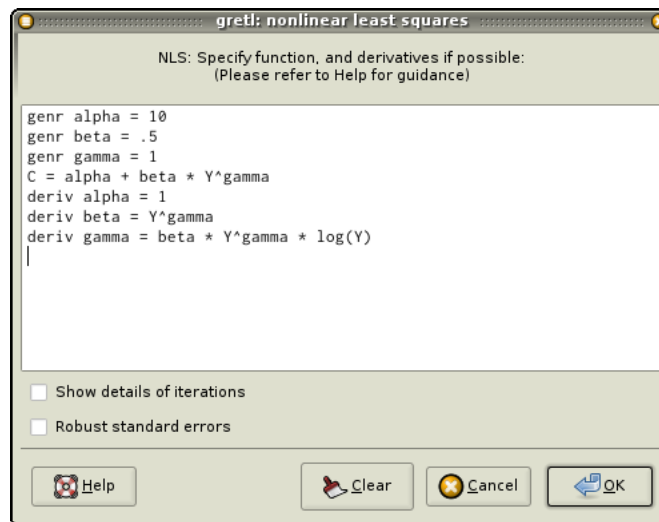 gretl: nonlinear least squares
NLS: Specify function, and derivatives if possible:
(Please refer to Help for guidance)
genr alpha = 10
genr beta = .5
genr gamma = 1
C = alpha + beta * Y^gamma
deriv alpha = 1
deriv beta = Y^gamma
deriv gamma = beta * Y^gamma * log(Y)
Show details of iterations
Robust standard errors
Help
Clear
Cancel
OK